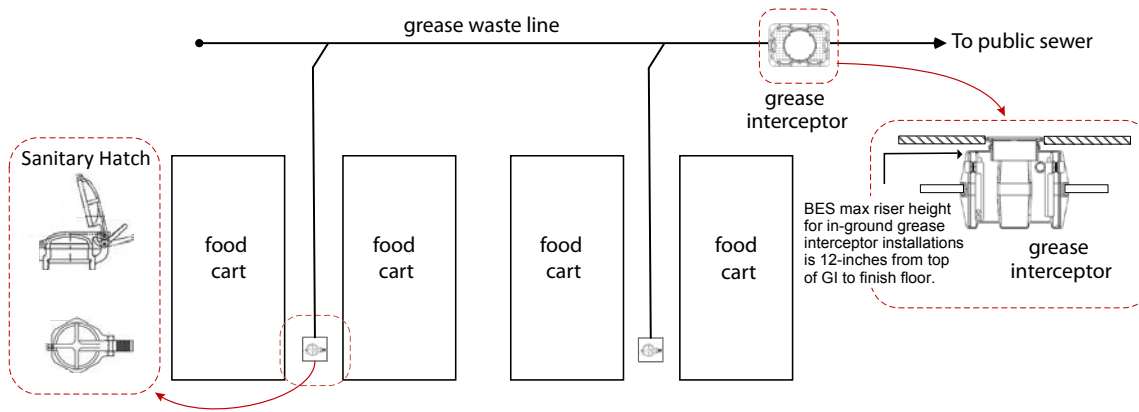 grease waste line
To public sewer
grease
interceptor
Sanitary Hatch
food
cart
food
cart
food
cart
food
cart
BES max riser height
for in-ground grease
interceptor installations
is 12-inches from top
of GI to finish floor.
grease
interceptor